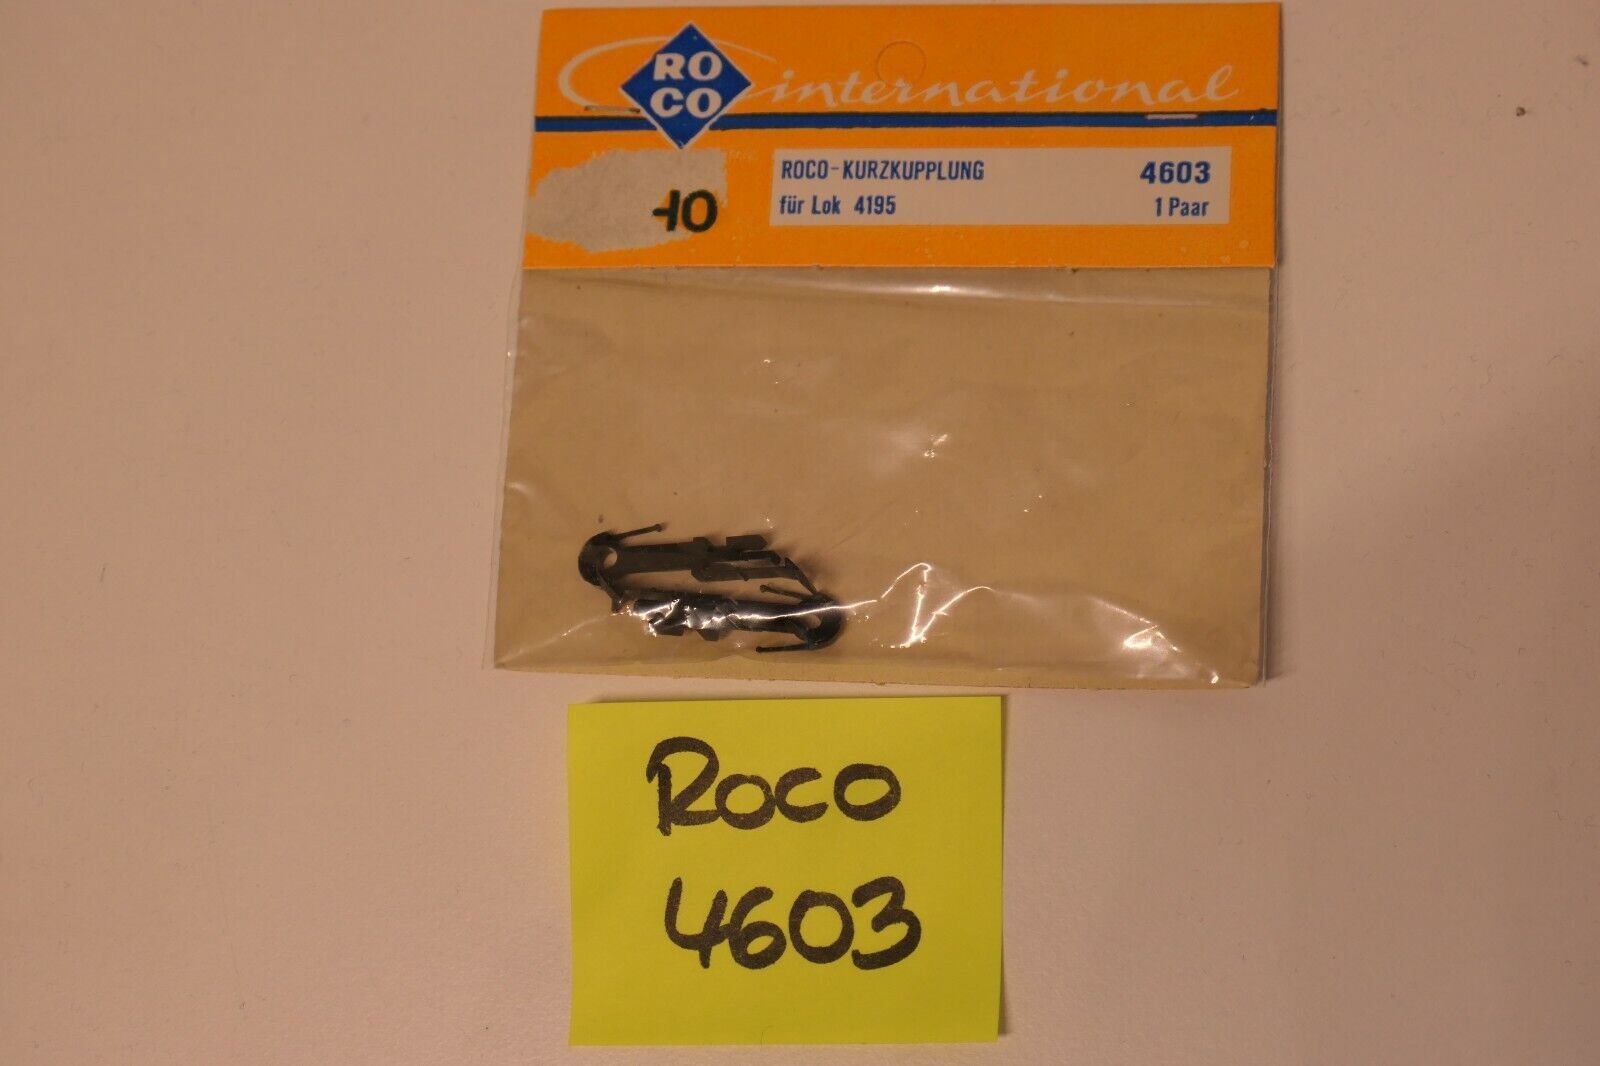 RO
CO
international
ROCO-KURZKUPPLUNG 4603
für Lok 4195 1 Paar
-10
Roco
4603